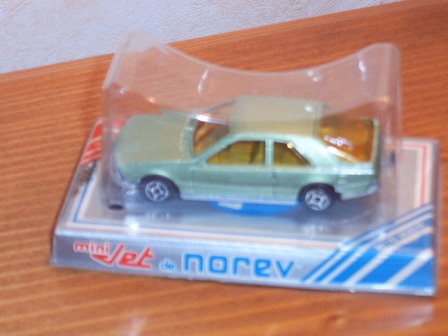 mini Jet de norev